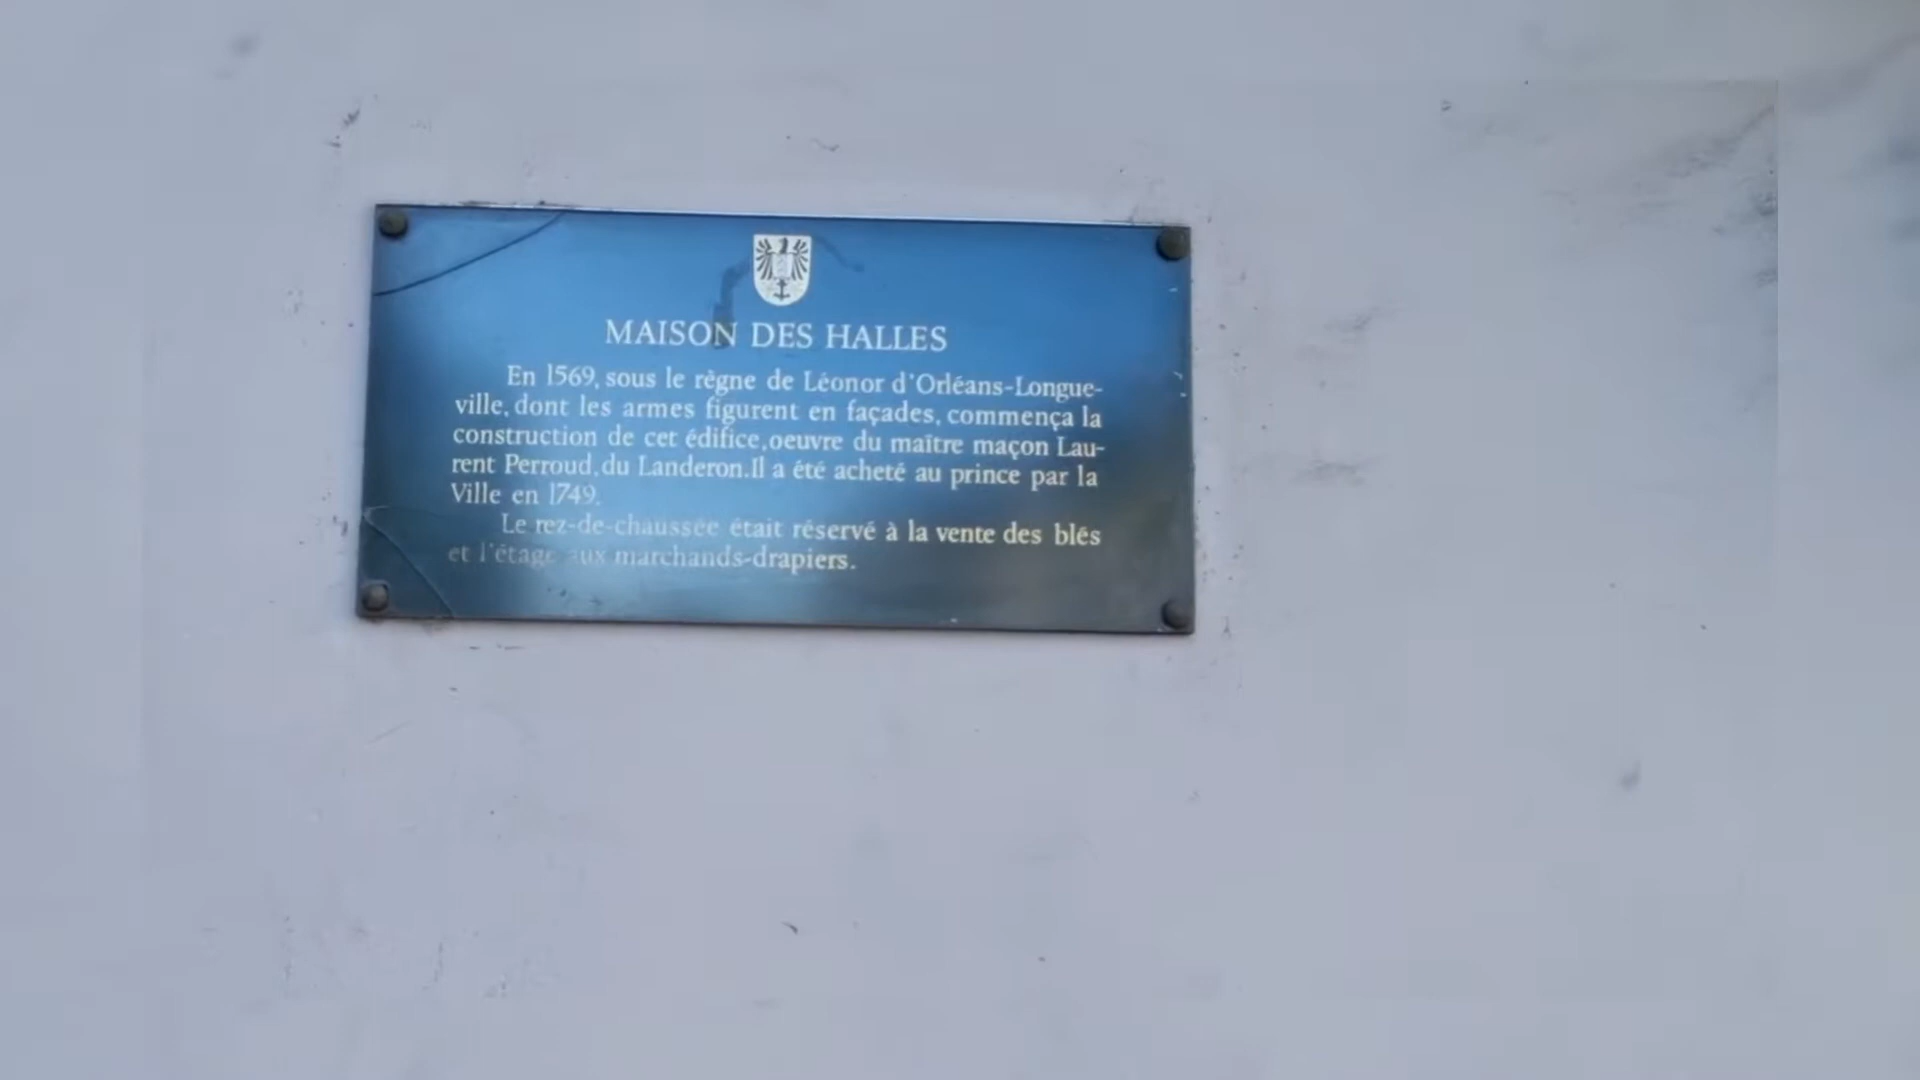 MAISON DES HALLES
En 1569, sous le règne de Léonor d'Orléans-Longue-
ville, dont les armes figurent en façades, commença la
construction de cet édifice, oeuvre du maître maçon Lau-
rent Perroud, du Landeron. Il a été acheté au prince par la
Ville en 1749.
Le rez-de-chaussée était réservé à la vente des blés
et l'étage aux marchands-drapiers.